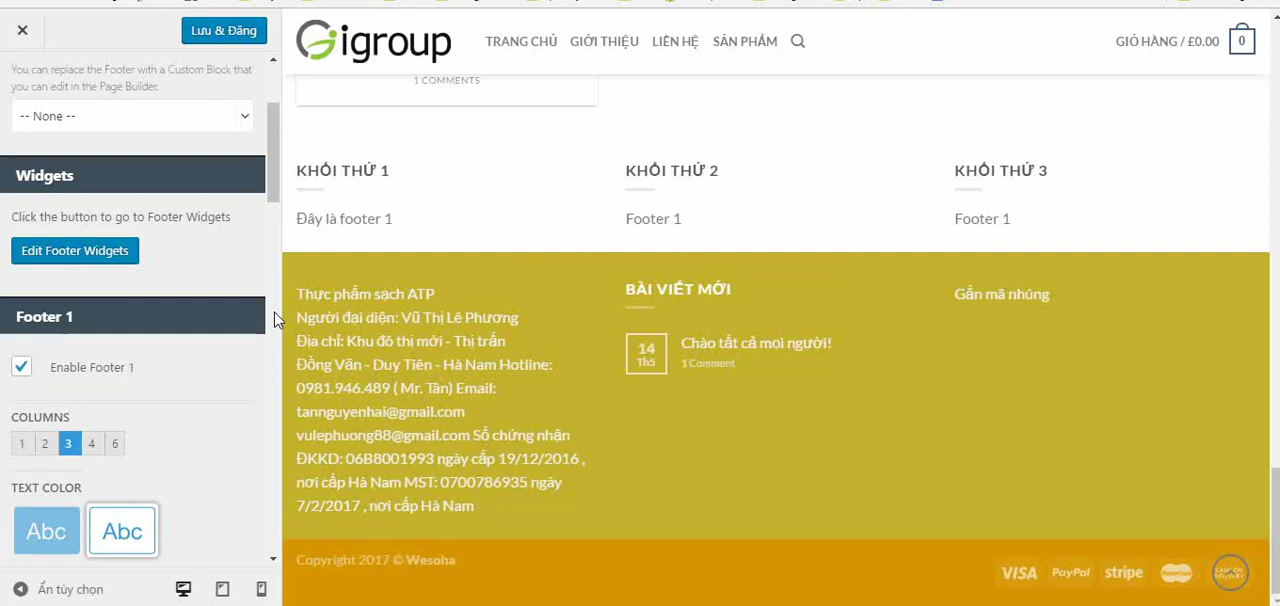 Lưu & Đăng
You can replace the Footer with a Custom Block that
you can edit in the Page Builder.
-- None --
Widgets
Click the button to go to Footer Widgets
Edit Footer Widgets
Footer 1
Enable Footer 1
COLUMNS
1 2 3 4 6
TEXT COLOR
Abc Abc
Ẩn tùy chọn
Gigroup
TRANG CHỦ GIỚI THIỆU LIÊN HỆ SẢN PHẨM
GIỎ HÀNG / £0.00 0
1 COMMENTS
KHỐI THỨ 1
Đây là footer 1
KHỐI THỨ 2
Footer 1
KHỐI THỨ 3
Footer 1
Thực phẩm sạch ATP
Người đại diện: Vũ Thị Lê Phương
Địa chỉ: Khu đô thị mới - Thị trấn
Đồng Văn - Duy Tiên - Hà Nam Hotline:
0981.946.489 ( Mr. Tân) Email:
tannguyenhai@gmail.com
vulephuong88@gmail.com Số chứng nhận
ĐKKD: 06B8001993 ngày cấp 19/12/2016 ,
nơi cấp Hà Nam MST: 0700786935 ngày
7/2/2017 , nơi cấp Hà Nam
BÀI VIẾT MỚI
14
Th5
Chào tất cả mọi người!
1 Comment
Gắn mã nhúng
Copyright 2017 © Wesoha
VISA PayPal stripe MasterCard CASH ON DELIVERY